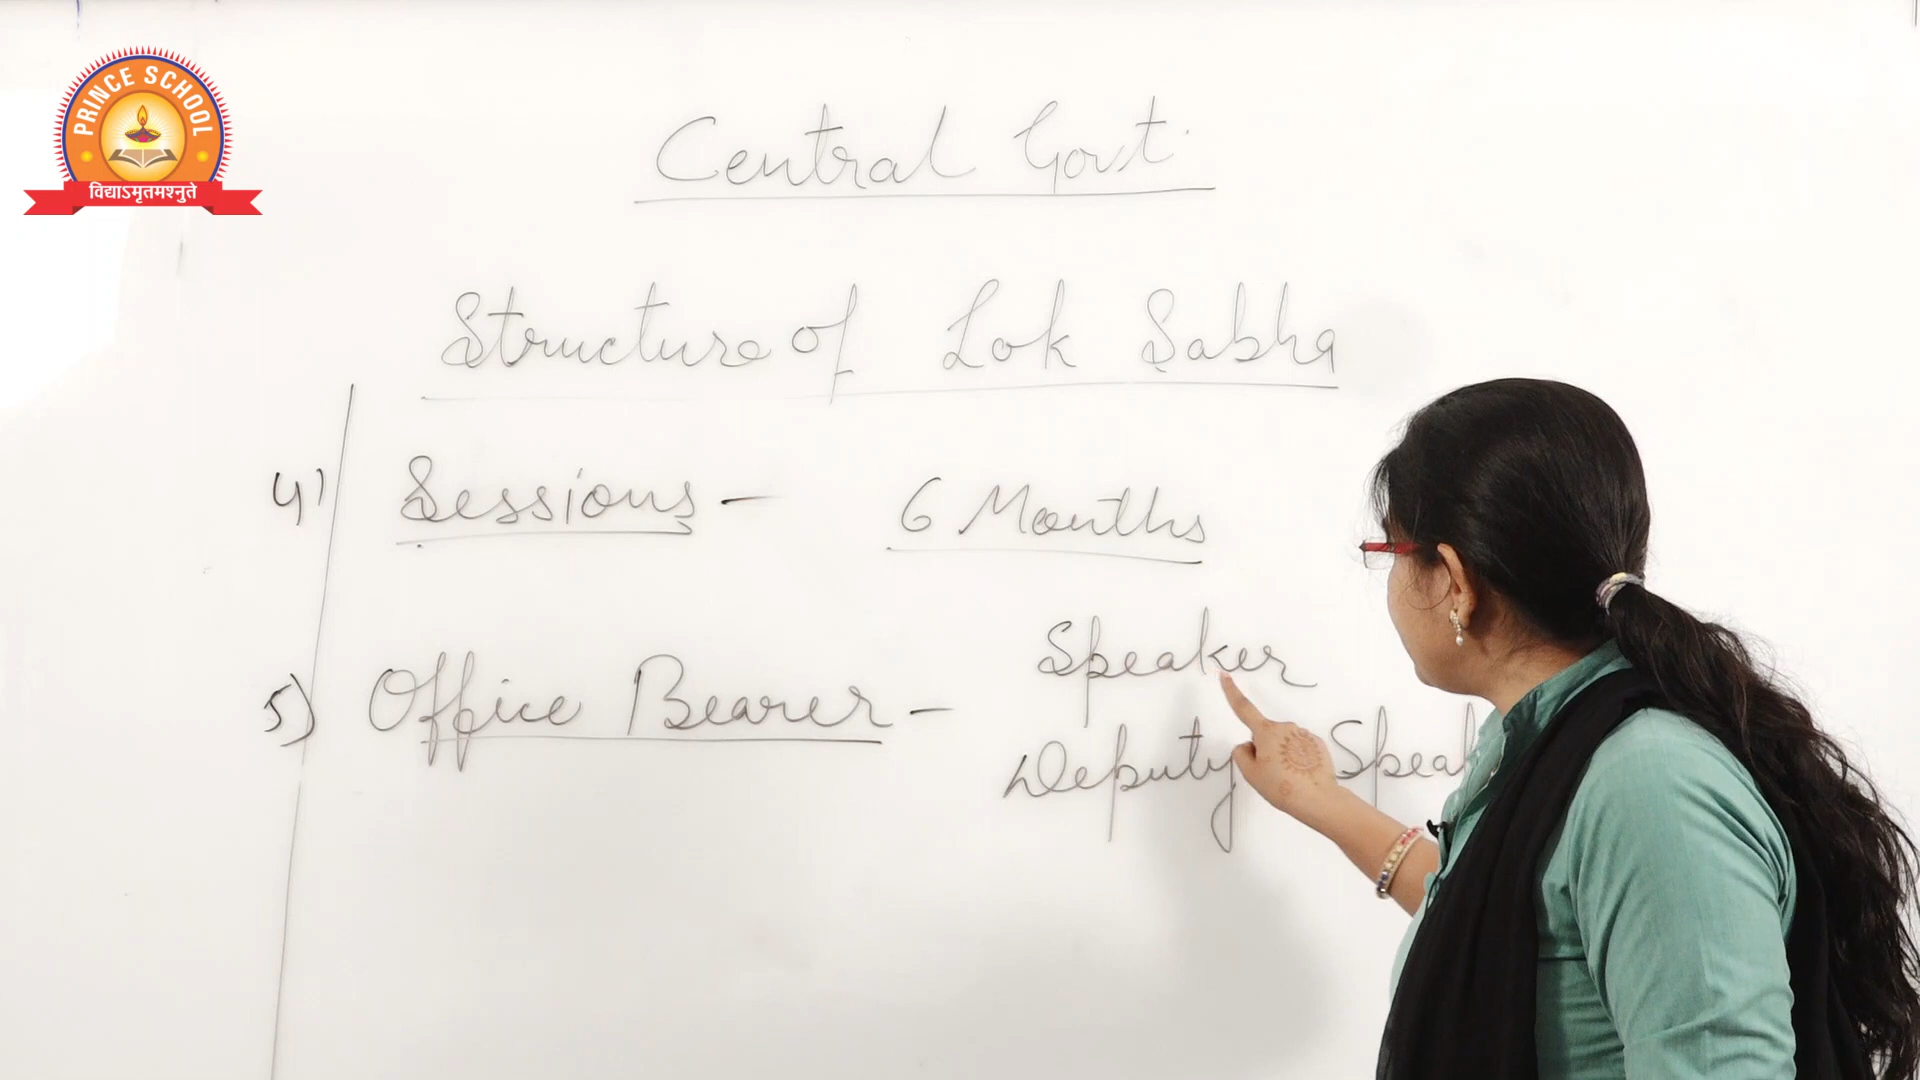 PRINCE SCHOOL
विद्याऽमृतमश्नुते
Central Govt.
Structure of Lok Sabha
4) Sessions - 6 Months
5) Office Bearer - Speaker
Deputy Speak